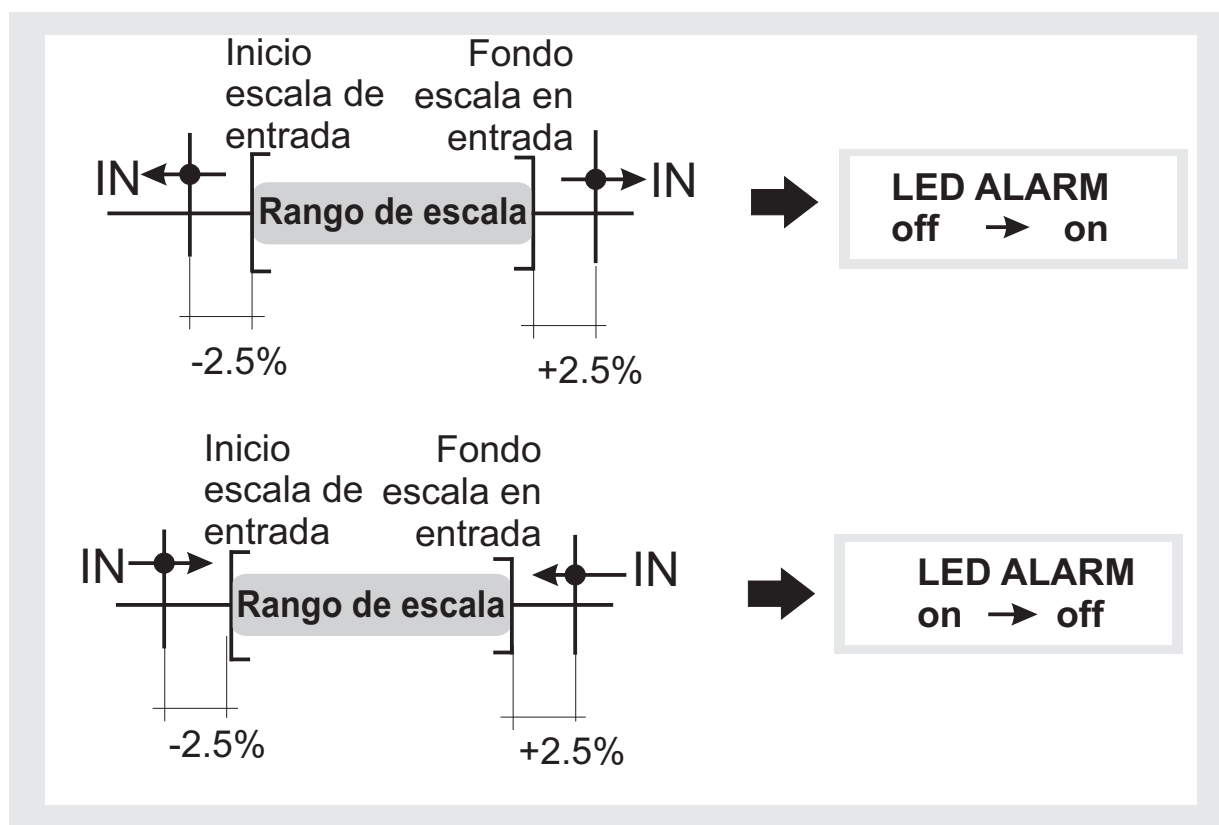 Inicio
escala de
entrada
Fondo
escala en
entrada
IN
Rango de escala
IN
-2.5%
+2.5%
LED ALARM
off → on
Inicio
escala de
entrada
Fondo
escala en
entrada
IN
Rango de escala
IN
-2.5%
+2.5%
LED ALARM
on → off